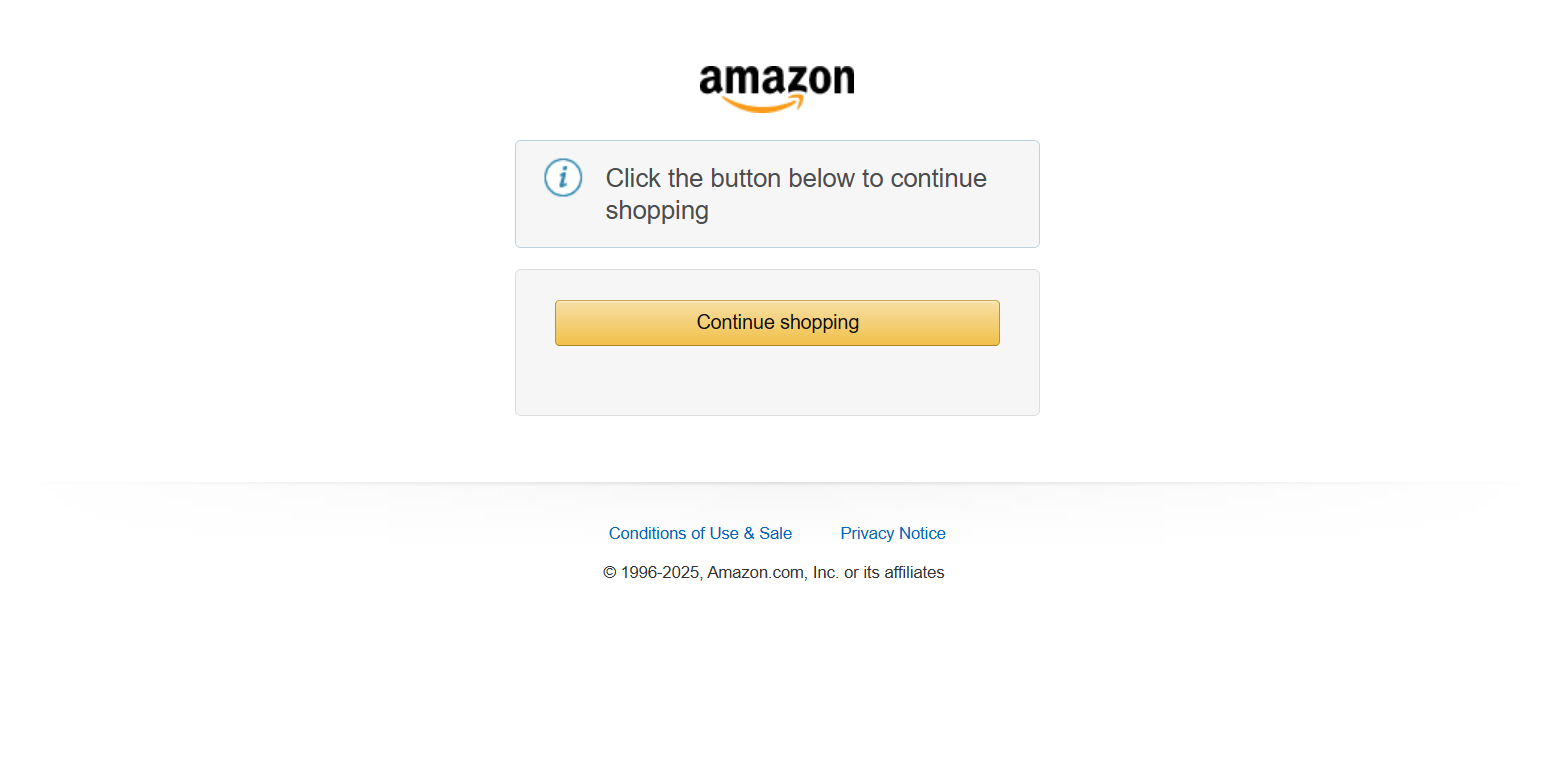 amazon
Click the button below to continue
shopping
Continue shopping
Conditions of Use & Sale Privacy Notice
© 1996-2025, Amazon.com, Inc. or its affiliates